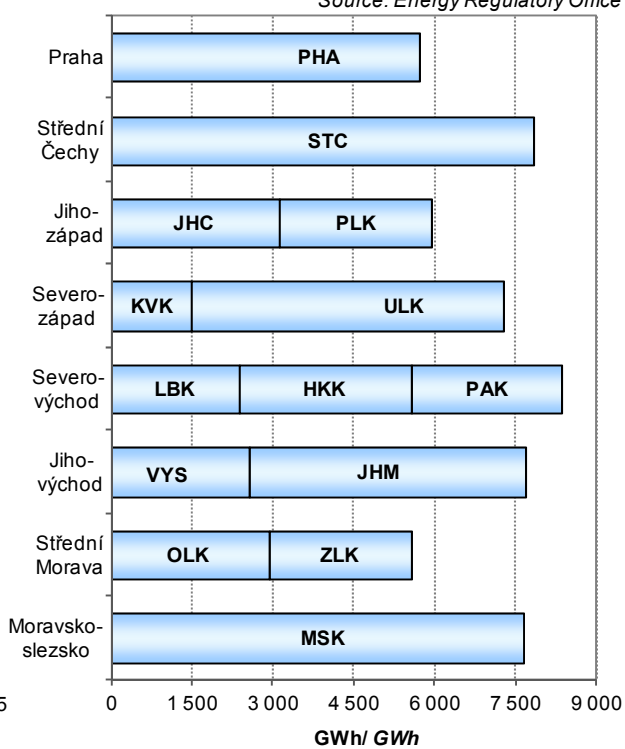 Source: Energy Regulatory Office
Praha
PHA
Střední
Čechy
STC
Jiho-
západ
JHC PLK
Severo-
západ
KVK ULK
Severo-
východ
LBK HKK PAK
Jiho-
východ
VYS JHM
Střední
Morava
OLK ZLK
Moravsko-
slezsko
MSK
5
0 1 500 3 000 4 500 6 000 7 500 9 000
GWh/ GWh